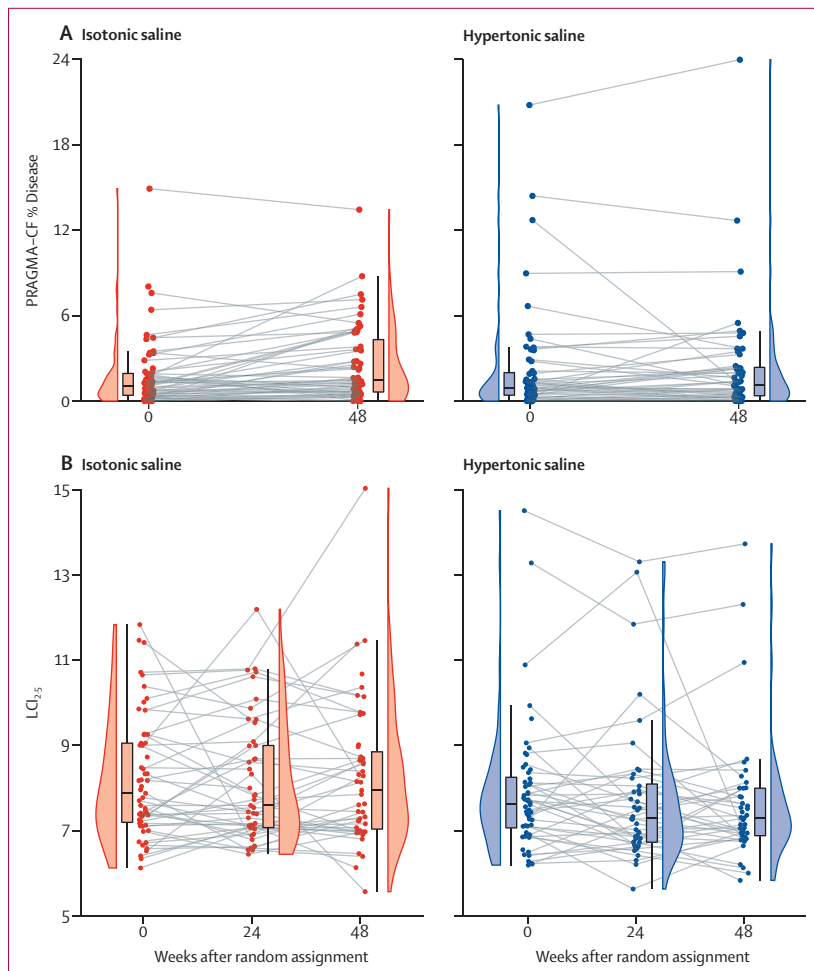 A Isotonic saline
Hypertonic saline
PRAGMA–CF % Disease
24
18
12
6
0
0
48
0
48
B Isotonic saline
Hypertonic saline
LCI2·5
15
13
11
9
7
5
0
24
48
0
24
48
Weeks after random assignment
Weeks after random assignment